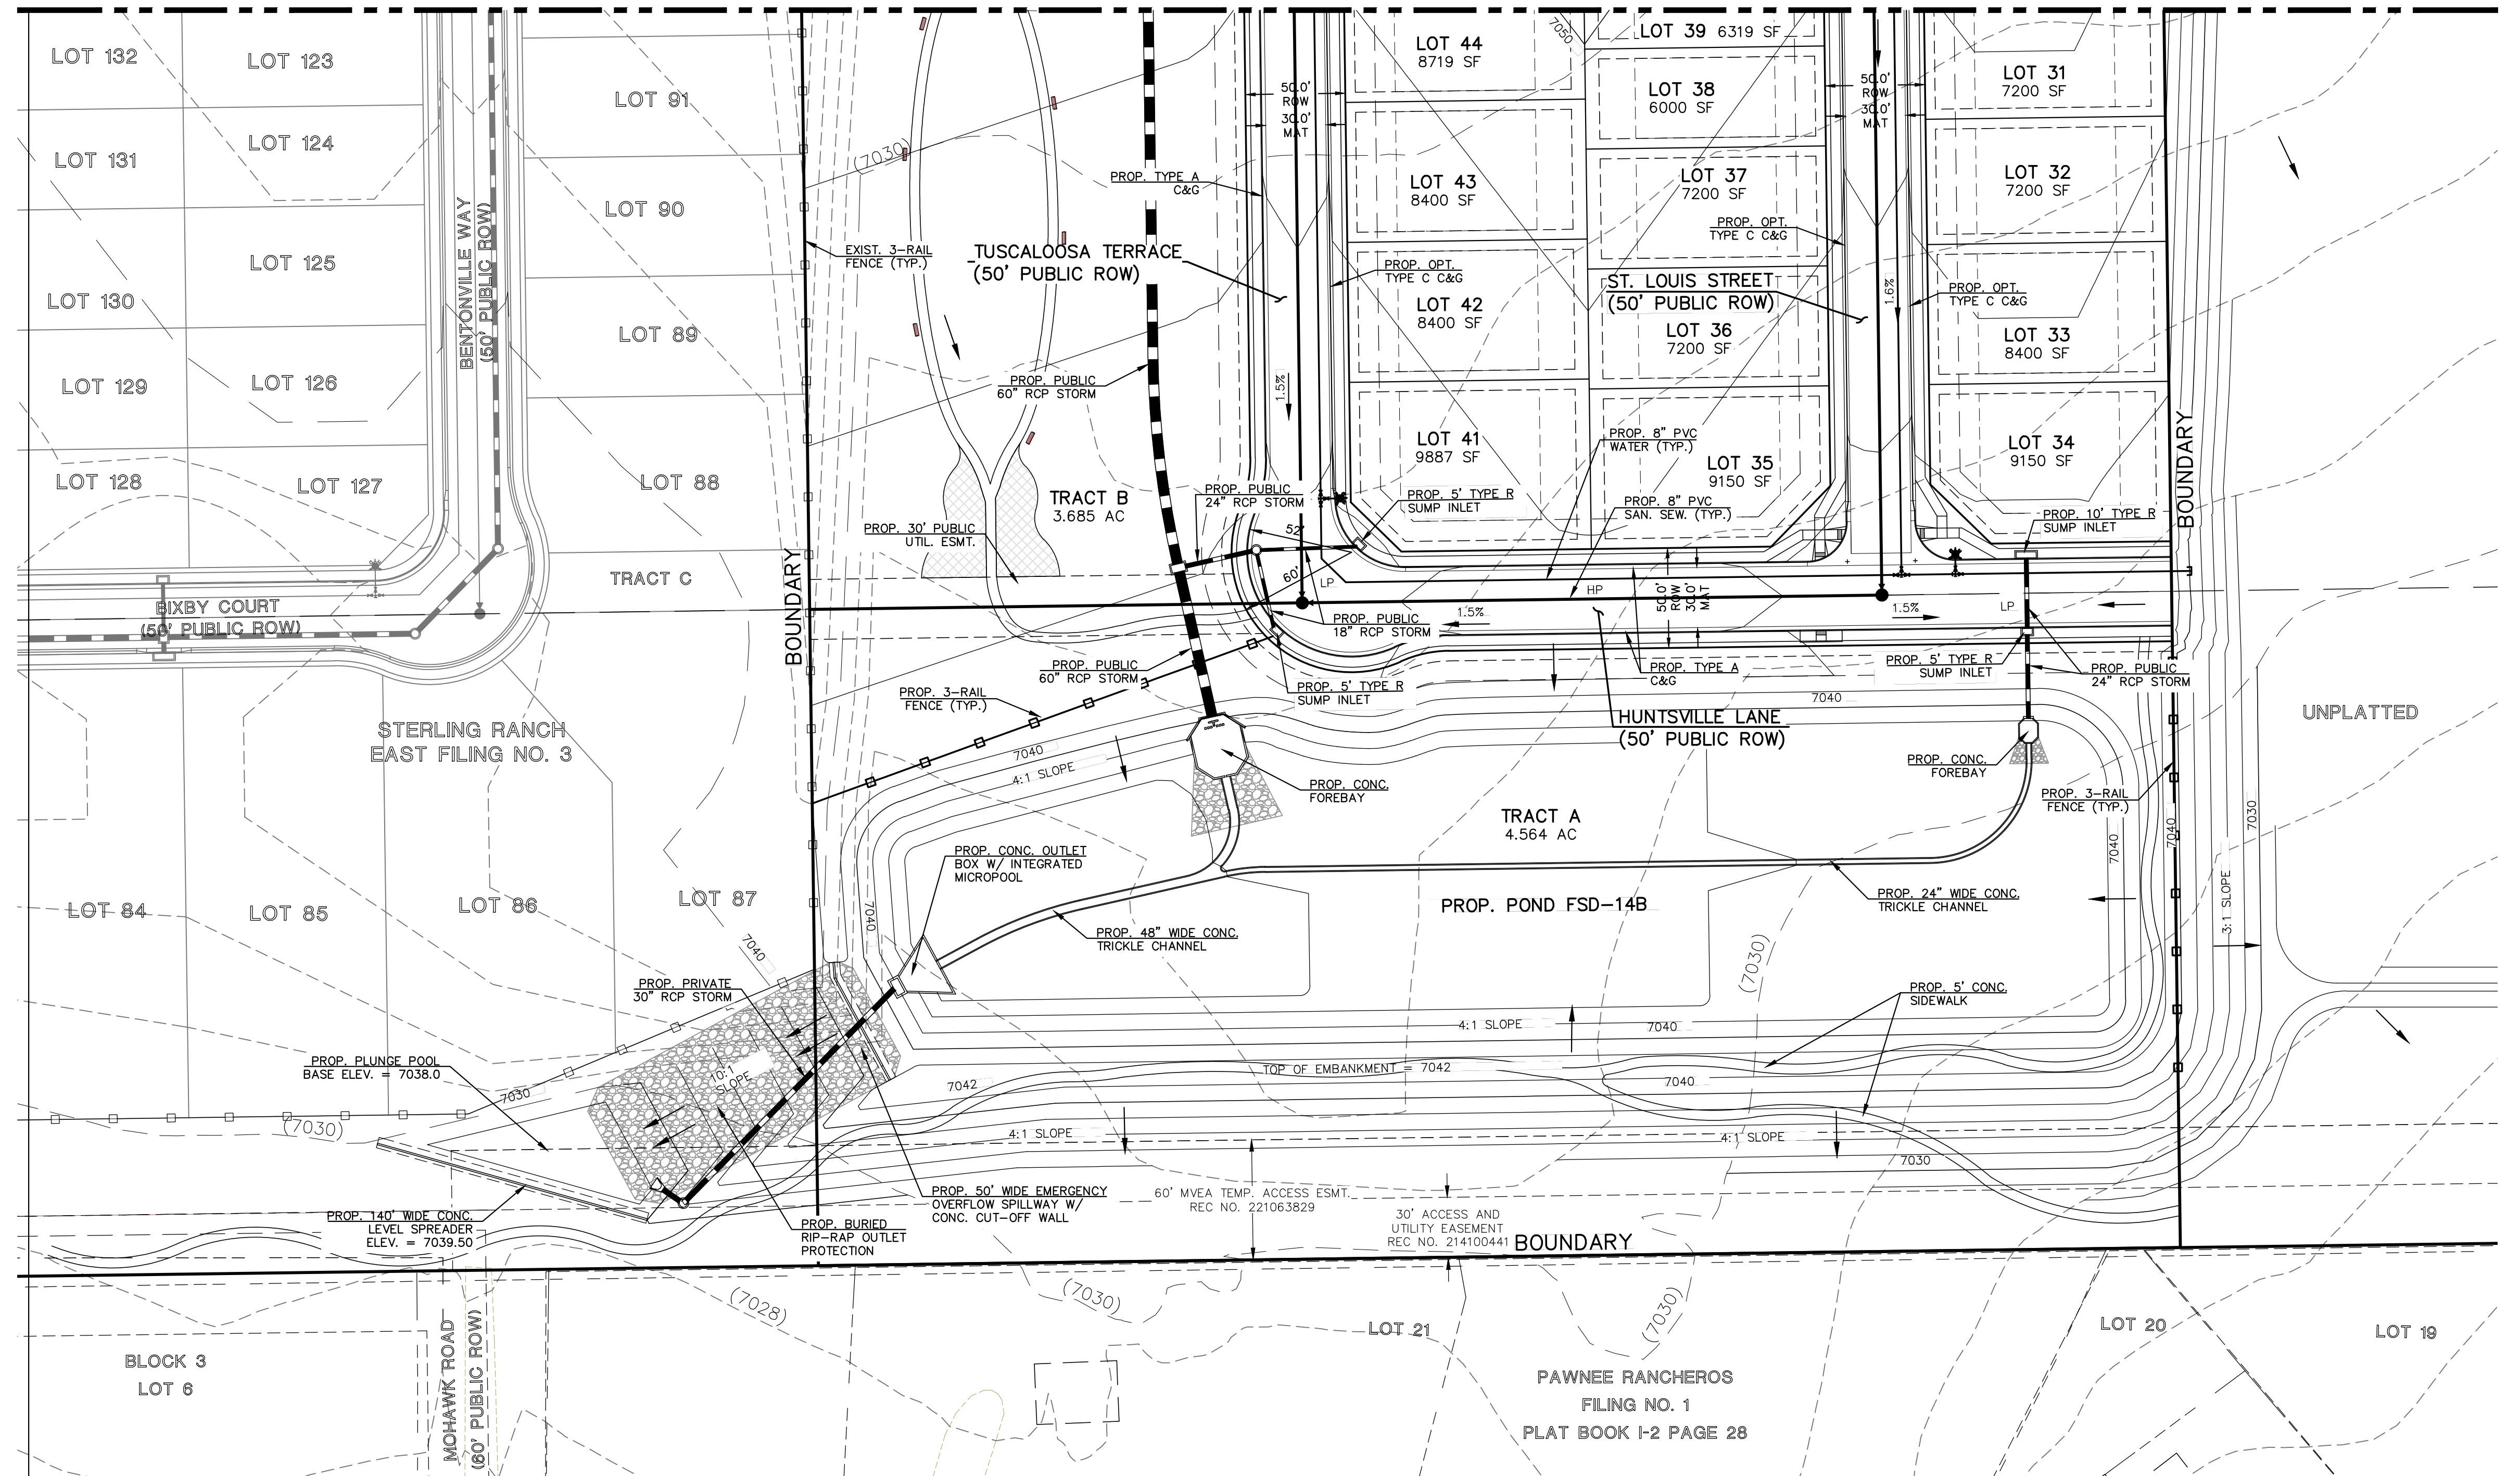 LOT 132
LOT 123
LOT 91
LOT 44
8719 SF
7050
LOT 39 6319 SF
LOT 38
6000 SF
LOT 31
7200 SF
50.0'
ROW
30.0'
MAT
50.0'
ROW
30.0'
MAT
LOT 124
LOT 131
(7030)
PROP. TYPE A
C&G
LOT 43
8400 SF
LOT 37
7200 SF
LOT 32
7200 SF
LOT 90
BENTONVILLE WAY
(50' PUBLIC ROW)
EXIST. 3-RAIL
FENCE (TYP.)
TUSCALOOSA TERRACE
(50' PUBLIC ROW)
PROP. OPT.
TYPE C C&G
PROP. OPT.
TYPE C C&G
LOT 125
LOT 130
LOT 42
8400 SF
ST. LOUIS STREET
(50' PUBLIC ROW)
1.6%
PROP. OPT.
TYPE C C&G
LOT 89
LOT 36
7200 SF
LOT 33
8400 SF
LOT 129
LOT 126
PROP. PUBLIC
60" RCP STORM
1.5%
LOT 41
9887 SF
PROP. 8" PVC
WATER (TYP.)
LOT 34
9150 SF
BOUNDARY
LOT 128
LOT 127
LOT 88
TRACT B
3.685 AC
PROP. PUBLIC
24" RCP STORM
PROP. 5' TYPE R
SUMP INLET
LOT 35
9150 SF
PROP. 8" PVC
SAN. SEW. (TYP.)
PROP. 10' TYPE R
SUMP INLET
PROP. 30' PUBLIC
UTIL. ESMT.
52'
60'
LP
TRACT C
BOUNDARY
BIXBY COURT
(50' PUBLIC ROW)
HP
50.0'
ROW
30.0'
MAT
1.5%
1.5%
LP
PROP. PUBLIC
18" RCP STORM
PROP. PUBLIC
60" RCP STORM
PROP. TYPE A
C&G
PROP. 5' TYPE R
SUMP INLET
PROP. PUBLIC
24" RCP STORM
PROP. 3-RAIL
FENCE (TYP.)
PROP. 5' TYPE R
SUMP INLET
7040
HUNTSVILLE LANE
(50' PUBLIC ROW)
UNPLATTED
STERLING RANCH
EAST FILING NO. 3
7040
4:1 SLOPE
PROP. CONC.
FOREBAY
PROP. CONC.
FOREBAY
PROP. 3-RAIL
FENCE (TYP.)
TRACT A
4.564 AC
7040
7040
7030
PROP. CONC. OUTLET
BOX W/ INTEGRATED
MICROPOOL
3:1 SLOPE
LOT 84
LOT 85
LOT 86
LOT 87
7040
7040
PROP. POND FSD-14B
PROP. 24" WIDE CONC.
TRICKLE CHANNEL
PROP. 48" WIDE CONC.
TRICKLE CHANNEL
(7030)
PROP. PRIVATE
30" RCP STORM
PROP. 5' CONC.
SIDEWALK
4:1 SLOPE
7040
PROP. PLUNGE POOL
BASE ELEV. = 7038.0
10:1
SLOPE
7042
TOP OF EMBANKMENT = 7042
7040
7030
(7030)
4:1 SLOPE
4:1 SLOPE
7030
PROP. 50' WIDE EMERGENCY
OVERFLOW SPILLWAY W/
CONC. CUT-OFF WALL
60' MVEA TEMP. ACCESS ESMT.
REC NO. 221063829
30' ACCESS AND
UTILITY EASEMENT
REC NO. 214100441
BOUNDARY
PROP. 140' WIDE CONC.
LEVEL SPREADER
ELEV. = 7039.50
PROP. BURIED
RIP-RAP OUTLET
PROTECTION
(7028)
(7030)
(7030)
LOT 21
LOT 20
LOT 19
MOHAWK ROAD
(60' PUBLIC ROW)
BLOCK 3
LOT 6
PAWNEE RANCHEROS
FILING NO. 1
PLAT BOOK I-2 PAGE 28